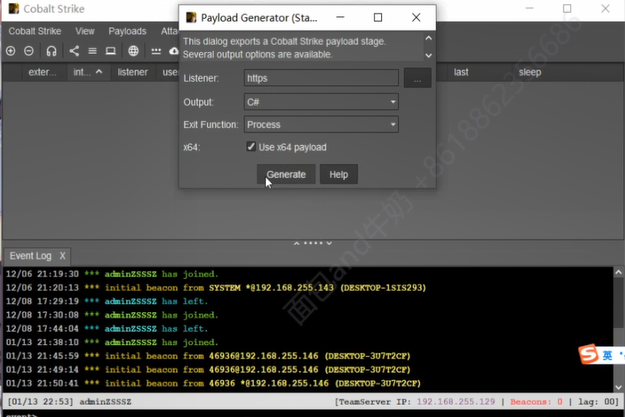 Cobalt Strike
Cobalt Strike View Payloads Atta
exter... int... listener use last sleep
Payload Generator (Sta...
This dialog exports a Cobalt Strike payload stage.
Several output options are available.
Listener: https ...
Output: C#
Exit Function: Process
x64: Use x64 payload
Generate Help
Event Log X
12/06 21:19:30 *** adminZSSSZ has joined.
12/06 21:20:13 *** initial beacon from SYSTEM *@192.168.255.143 (DESKTOP-1SIS293)
12/08 17:29:19 *** adminZSSSZ has left.
12/08 17:30:08 *** adminZSSSZ has joined.
12/08 17:44:04 *** adminZSSSZ has left.
01/13 21:38:10 *** adminZSSSZ has joined.
01/13 21:45:59 *** initial beacon from 46936@192.168.255.146 (DESKTOP-3U7T2CF)
01/13 21:49:14 *** initial beacon from 46936@192.168.255.146 (DESKTOP-3U7T2CF)
01/13 21:50:41 *** initial beacon from 46936 *@192.168.255.146 (DESKTOP-3U7T2CF)
[01/13 22:53] adminZSSSZ [TeamServer IP: 192.168.255.129 | Beacons: 0 | lag: 00]
event>
S 英
面包and牛奶